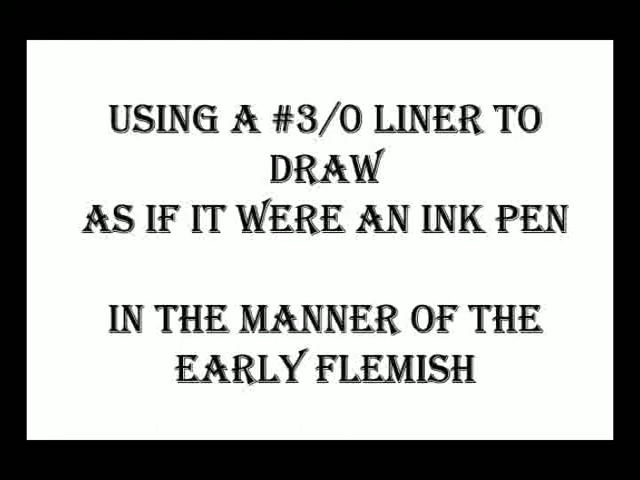 USING A #3/0 LINER TO
DRAW
AS IF IT WERE AN INK PEN
IN THE MANNER OF THE
EARLY FLEMISH